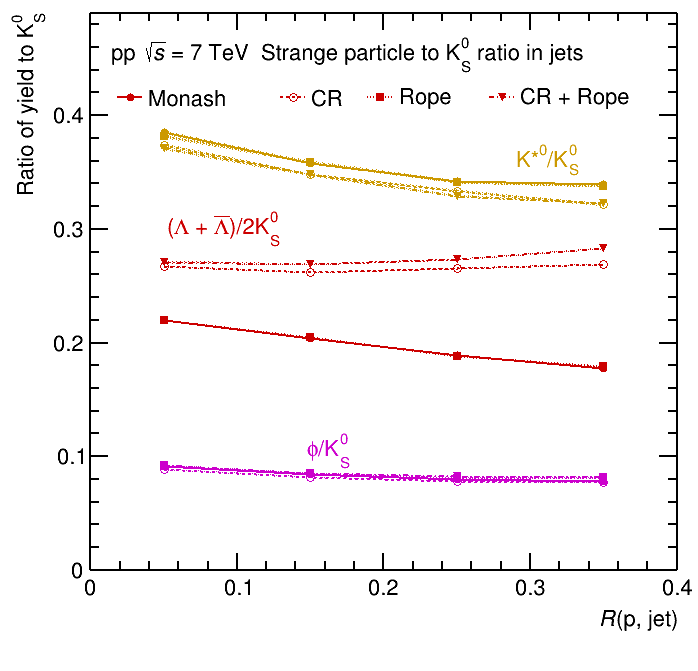 Ratio of yield to K⁰_S
pp √s = 7 TeV Strange particle to K⁰_S ratio in jets
Monash CR Rope CR + Rope
K*⁰/K⁰_S
(Λ + Λ̅)/2K⁰_S
ϕ/K⁰_S
0.4
0.3
0.2
0.1
0
0 0.1 0.2 0.3 0.4
R(p, jet)